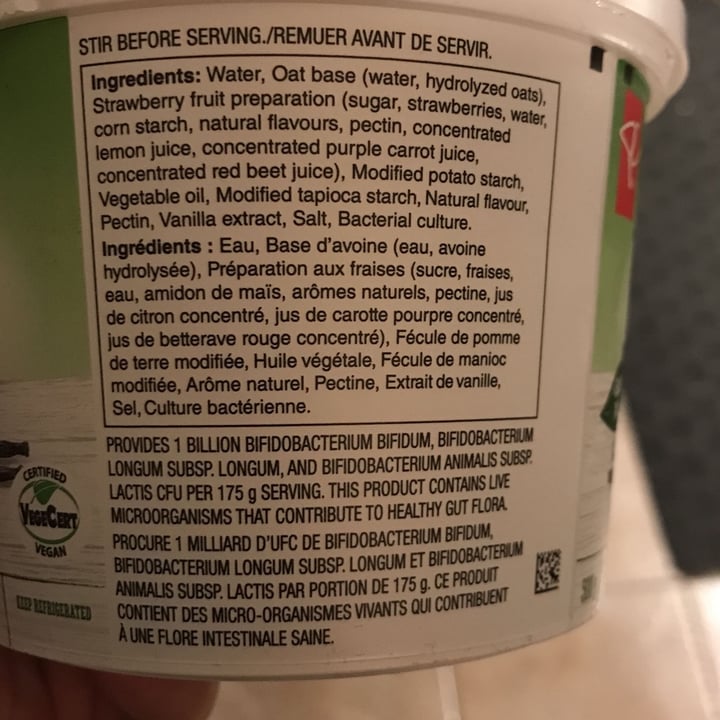 STIR BEFORE SERVING./REMUER AVANT DE SERVIR.
Ingredients: Water, Oat base (water, hydrolyzed oats),
Strawberry fruit preparation (sugar, strawberries, water,
corn starch, natural flavours, pectin, concentrated
lemon juice, concentrated purple carrot juice,
concentrated red beet juice), Modified potato starch,
Vegetable oil, Modified tapioca starch, Natural flavour,
Pectin, Vanilla extract, Salt, Bacterial culture.
Ingrédients : Eau, Base d'avoine (eau, avoine
hydrolysée), Préparation aux fraises (sucre, fraises,
eau, amidon de maïs, arômes naturels, pectine, jus
de citron concentré, jus de carotte pourpre concentré,
jus de betterave rouge concentré), Fécule de pomme
de terre modifiée, Huile végétale, Fécule de manioc
modifiée, Arôme naturel, Pectine, Extrait de vanille,
Sel, Culture bactérienne.
PROVIDES 1 BILLION BIFIDOBACTERIUM BIFIDUM, BIFIDOBACTERIUM
LONGUM SUBSP. LONGUM, AND BIFIDOBACTERIUM ANIMALIS SUBSP.
LACTIS CFU PER 175 g SERVING. THIS PRODUCT CONTAINS LIVE
MICROORGANISMS THAT CONTRIBUTE TO HEALTHY GUT FLORA.
PROCURE 1 MILLIARD D'UFC DE BIFIDOBACTERIUM BIFIDUM,
BIFIDOBACTERIUM LONGUM SUBSP. LONGUM ET BIFIDOBACTERIUM
ANIMALIS SUBSP. LACTIS PAR PORTION DE 175 g. CE PRODUIT
CONTIENT DES MICRO-ORGANISMES VIVANTS QUI CONTRIBUENT
À UNE FLORE INTESTINALE SAINE.
CERTIFIED
VEGECERT
VEGAN
KEEP REFRIGERATED